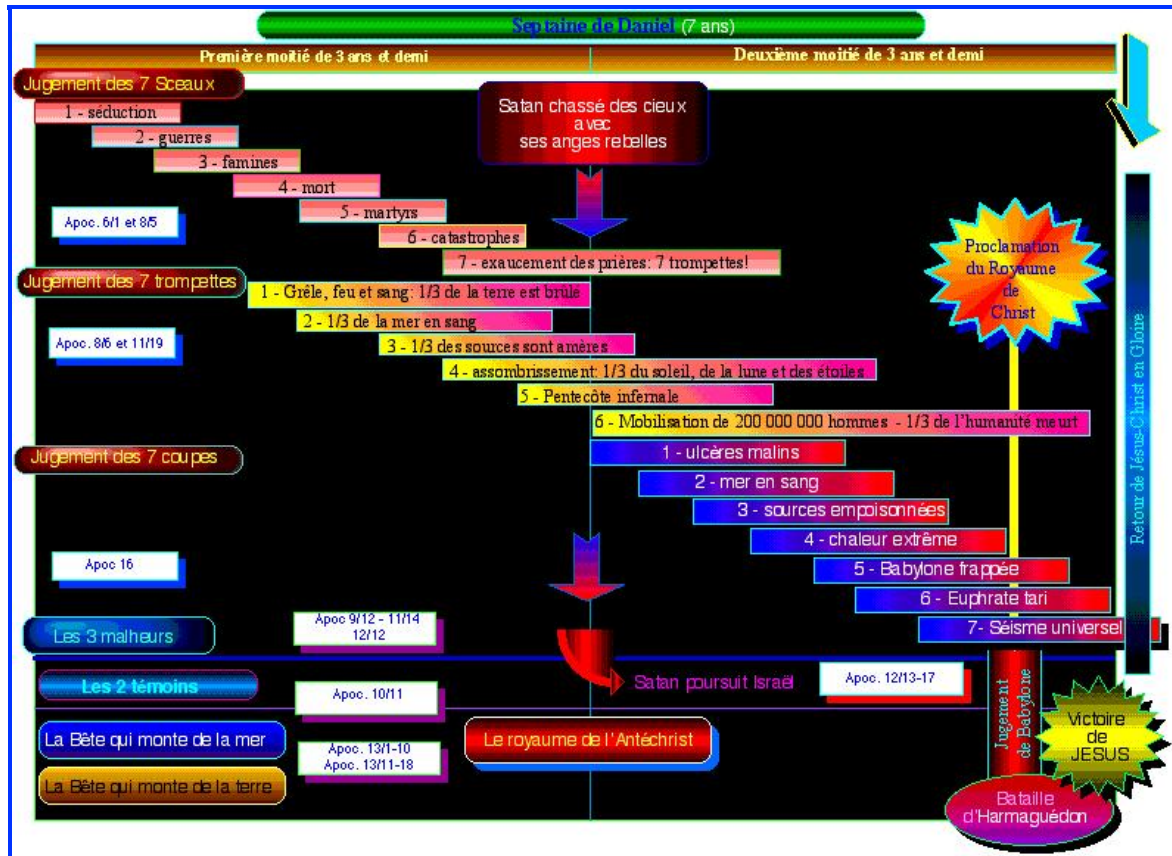 Septaine de Daniel (7 ans)
Première moitié de 3 ans et demi
Deuxième moitié de 3 ans et demi
Jugement des 7 Sceaux
1 - séduction
2 - guerres
3 - famines
4 - mort
5 - martyrs
6 - catastrophes
7 - exaucement des prières: 7 trompettes!
Apoc. 6/1 et 8/5
Satan chassé des cieux
avec
ses anges rebelles
Proclamation
du Royaume
de
Christ
Retour de Jésus-Christ en Gloire
Jugement des 7 trompettes
1 - Grêle, feu et sang: 1/3 de la terre est brûlé
2 - 1/3 de la mer en sang
3 - 1/3 des sources sont amères
4 - assombrissement: 1/3 du soleil, de la lune et des étoiles
5 - Pentecôte infernale
6 - Mobilisation de 200 000 000 hommes - 1/3 de l'humanité meurt
Apoc. 8/6 et 11/19
Jugement des 7 coupes
1 - ulcères malins
2 - mer en sang
3 - sources empoisonnées
4 - chaleur extrême
5 - Babylone frappée
6 - Euphrate tari
7- Séisme universel
Apoc 16
Les 3 malheurs
Apoc 9/12 - 11/14
12/12
Les 2 témoins
Apoc. 10/11
Satan poursuit Israël
Apoc. 12/13-17
La Bête qui monte de la mer
La Bête qui monte de la terre
Apoc. 13/1-10
Apoc. 13/11-18
Le royaume de l'Antéchrist
Jugement
de Babylone
Victoire
de
JESUS
Bataille
d'Harmaguédon